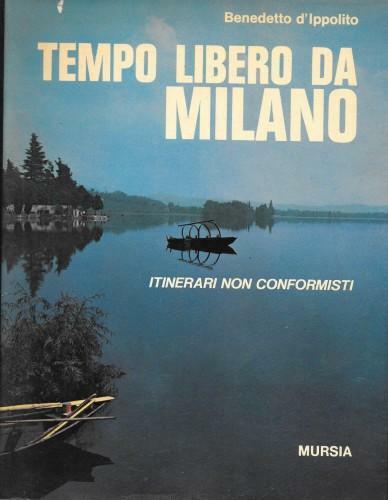 Benedetto d'Ippolito
TEMPO LIBERO DA
MILANO
ITINERARI NON CONFORMISTI
MURSIA